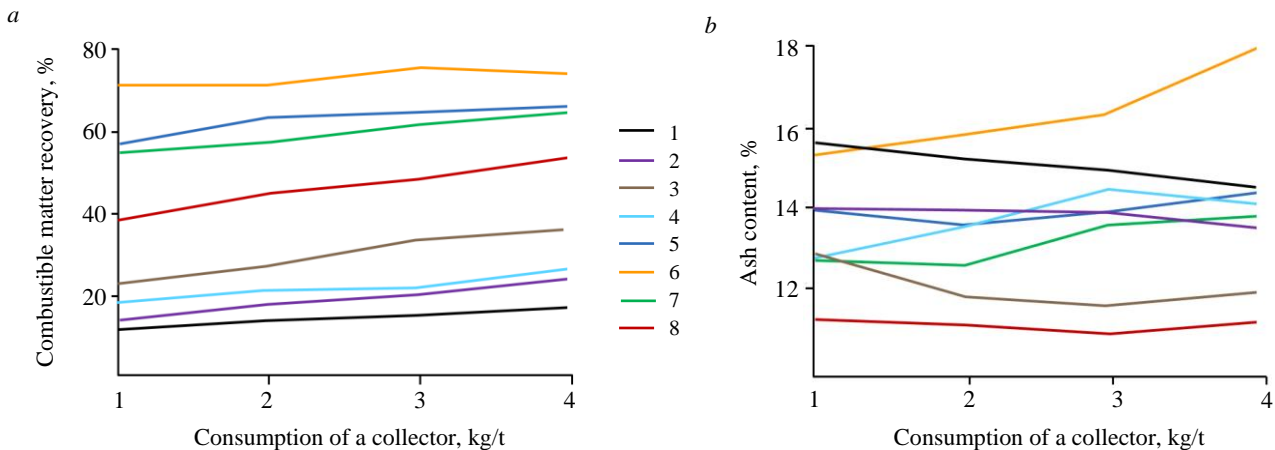 a
Combustible matter recovery, %
80
60
40
20
1 2 3 4
Consumption of a collector, kg/t
1
2
3
4
5
6
7
8
b
Ash content, %
18
16
14
12
1 2 3 4
Consumption of a collector, kg/t